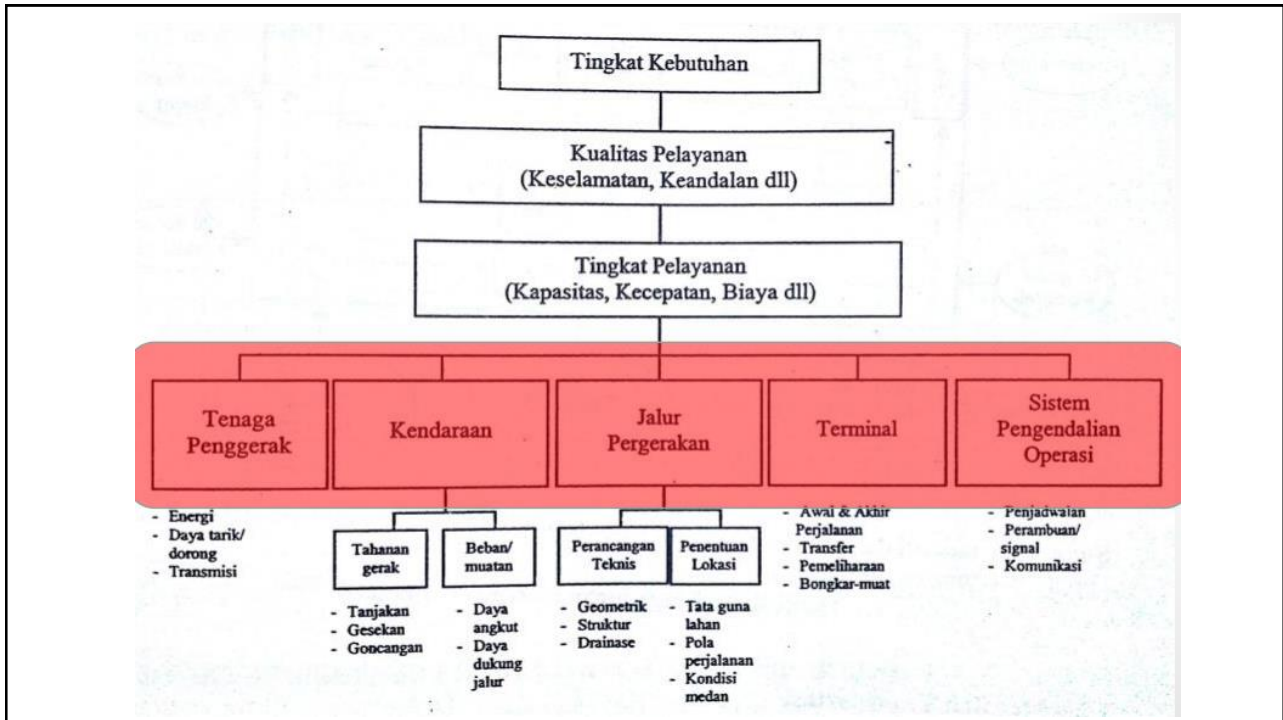 Tingkat Kebutuhan
Kualitas Pelayanan
(Keselamatan, Keandalan dll)
Tingkat Pelayanan
(Kapasitas, Kecepatan, Biaya dll)
Tenaga
Penggerak
Kendaraan
Jalur
Pergerakan
Terminal
Sistem
Pengendalian
Operasi
- Energi
- Daya tarik/
dorong
- Transmisi
Tahanan
gerak
- Tanjakan
- Gesekan
- Goncangan
Beban/
muatan
- Daya
angkut
- Daya
dukung
jalur
Perancangan
Teknis
- Geometrik
- Struktur
- Drainase
Penentuan
Lokasi
- Tata guna
lahan
- Pola
perjalanan
- Kondisi
medan
- Awal & Akhir
Perjalanan
- Transfer
- Pemeliharaan
- Bongkar-muat
- Penjadwalan
- Perambuan/
signal
- Komunikasi